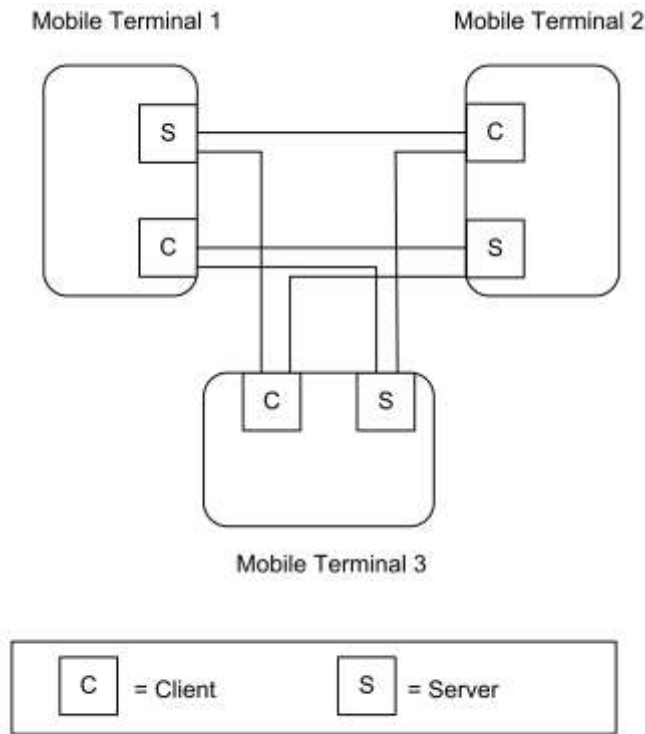 Mobile Terminal 1
Mobile Terminal 2
S
C
C
S
C
S
Mobile Terminal 3
C = Client
S = Server